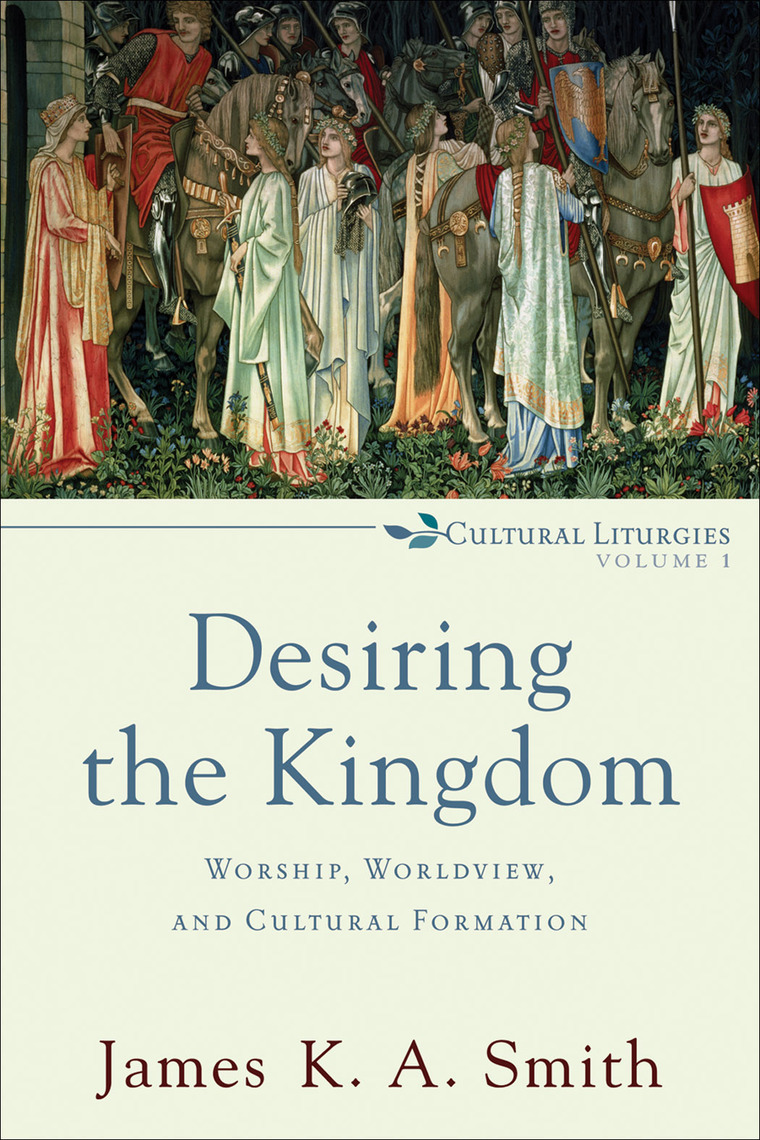 Cultural Liturgies
VOLUME 1
Desiring
the Kingdom
Worship, Worldview,
and Cultural Formation
James K. A. Smith